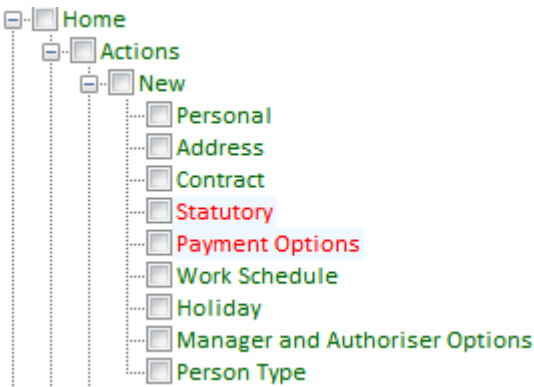 Home
Actions
New
Personal
Address
Contract
Statutory
Payment Options
Work Schedule
Holiday
Manager and Authoriser Options
Person Type